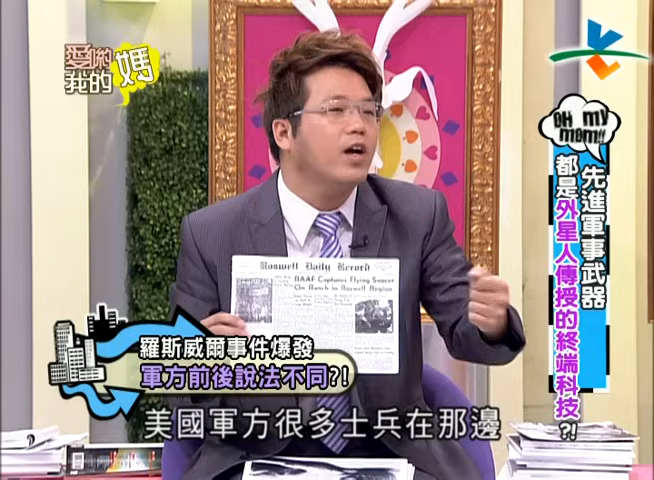 愛喲
我的媽
OH my
mama!!
先進軍事武器
都是外星人傳授的終端科技?!
Roswell Daily Record
RAAF Captures Flying Saucer
On Ranch in Roswell Region
羅斯威爾事件爆發
軍方前後說法不同?!
美國軍方很多士兵在那邊